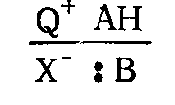 Q⁺ AH
X⁻ :B